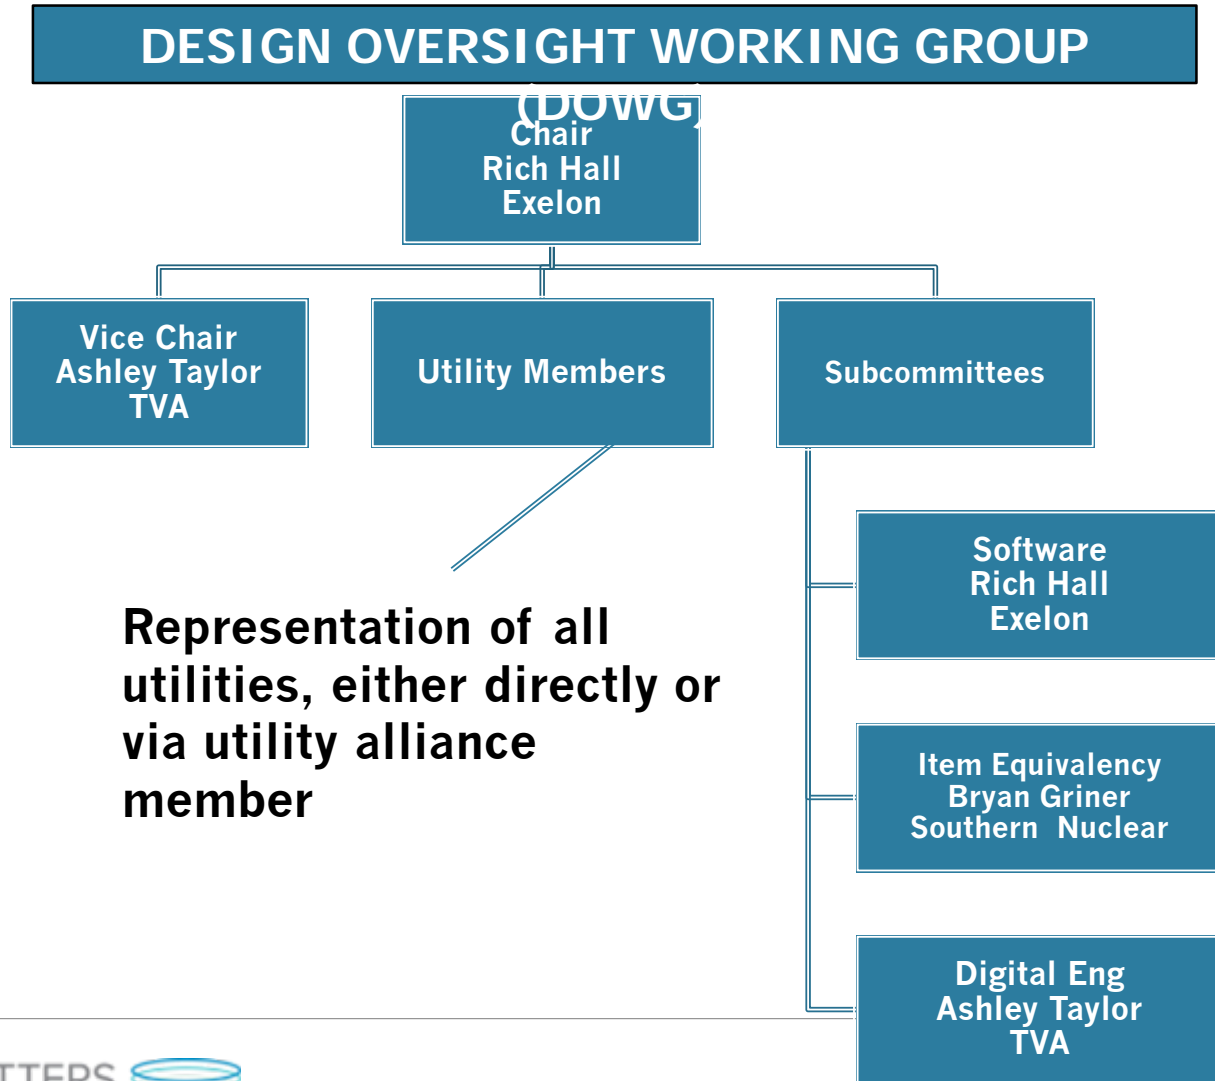 DESIGN OVERSIGHT WORKING GROUP
(DOWG)
Chair
Rich Hall
Exelon
Vice Chair
Ashley Taylor
TVA
Utility Members
Subcommittees
Representation of all
utilities, either directly or
via utility alliance
member
Software
Rich Hall
Exelon
Item Equivalency
Bryan Griner
Southern Nuclear
Digital Eng
Ashley Taylor
TVA